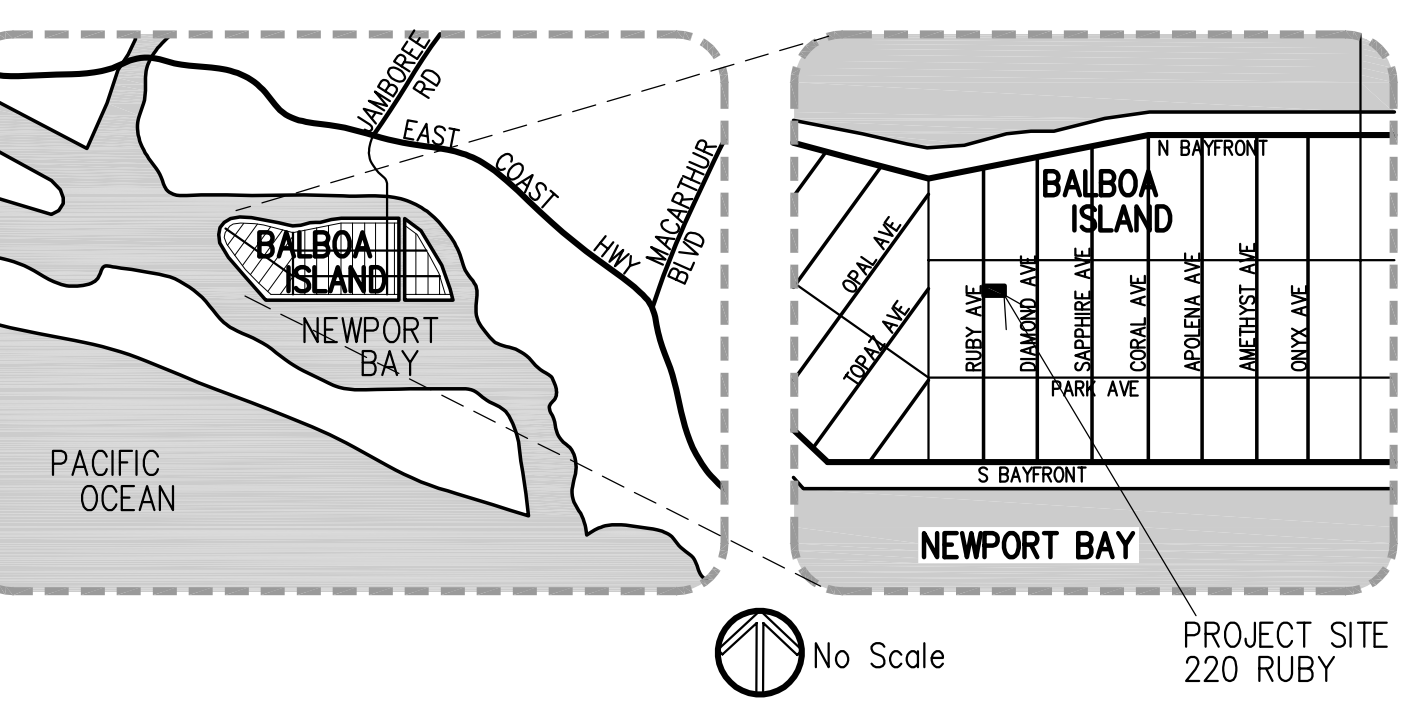 JAMBOREE
RD
EAST
COAST
HWY
MACARTHUR
BLVD
BALBOA
ISLAND
NEWPORT
BAY
PACIFIC
OCEAN
N BAYFRONT
BALBOA
ISLAND
OPAL AVE
TOPAZ AVE
RUBY AVE
DIAMOND AVE
SAPPHIRE AVE
CORAL AVE
APOLENA AVE
AMETHYST AVE
ONYX AVE
PARK AVE
S BAYFRONT
NEWPORT BAY
No Scale
PROJECT SITE
220 RUBY